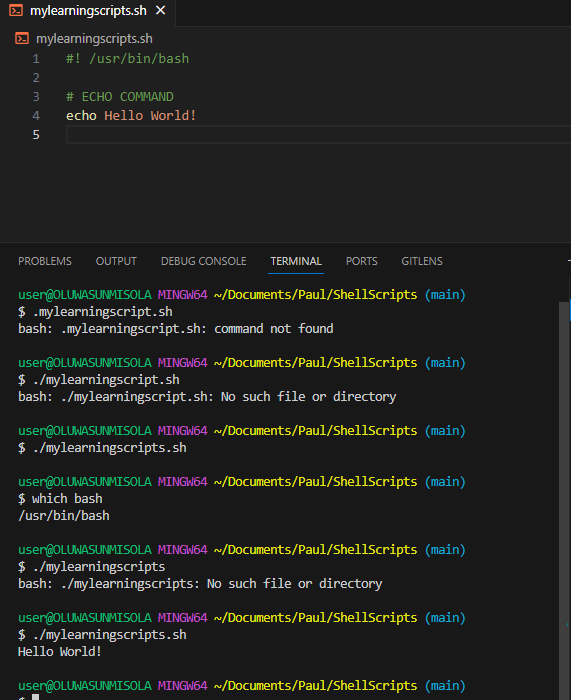 mylearningscripts.sh ×
mylearningscripts.sh
1 #! /usr/bin/bash
2
3 # ECHO COMMAND
4 echo Hello World!
5
PROBLEMS OUTPUT DEBUG CONSOLE TERMINAL PORTS GITLENS
user@OLUWASUNMISOLA MINGW64 ~/Documents/Paul/ShellScripts (main)
$ .mylearningscript.sh
bash: .mylearningscript.sh: command not found
user@OLUWASUNMISOLA MINGW64 ~/Documents/Paul/ShellScripts (main)
$ ./mylearningscript.sh
bash: ./mylearningscript.sh: No such file or directory
user@OLUWASUNMISOLA MINGW64 ~/Documents/Paul/ShellScripts (main)
$ ./mylearningscripts.sh
user@OLUWASUNMISOLA MINGW64 ~/Documents/Paul/ShellScripts (main)
$ which bash
/usr/bin/bash
user@OLUWASUNMISOLA MINGW64 ~/Documents/Paul/ShellScripts (main)
$ ./mylearningscripts
bash: ./mylearningscripts: No such file or directory
user@OLUWASUNMISOLA MINGW64 ~/Documents/Paul/ShellScripts (main)
$ ./mylearningscripts.sh
Hello World!
user@OLUWASUNMISOLA MINGW64 ~/Documents/Paul/ShellScripts (main)
$